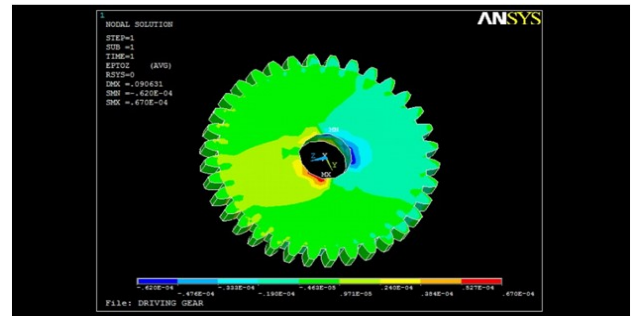 1
NODAL SOLUTION
ANSYS
STEP=1
SUB =1
TIME=1
EPTOZ (AVG)
RSYS=0
DMX =.090631
SMN =-.620E-04
SMX =.670E-04
MN
Z X
Y
MX
-.620E-04 -.333E-04 -.463E-05 .240E-04 .527E-04
-.476E-04 -.190E-04 .971E-05 .384E-04 .670E-04
File: DRIVING GEAR